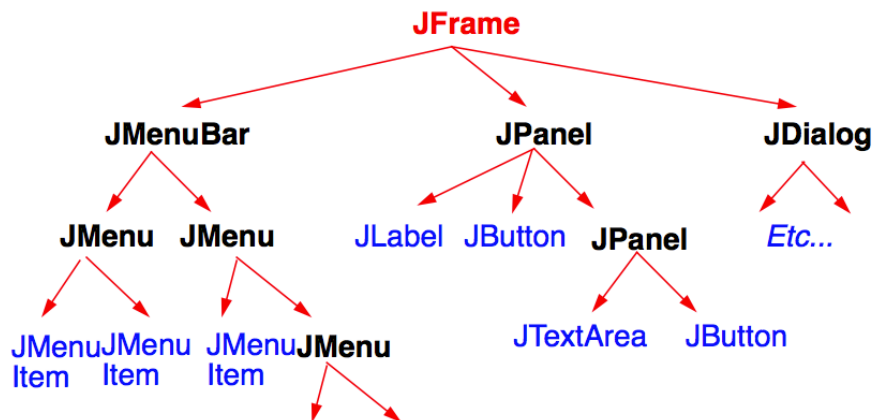 JFrame
JMenuBar JPanel JDialog
JMenu JMenu JLabel JButton JPanel Etc...
JMenu JMenu JMenu JMenu JTextArea JButton
Item Item Item